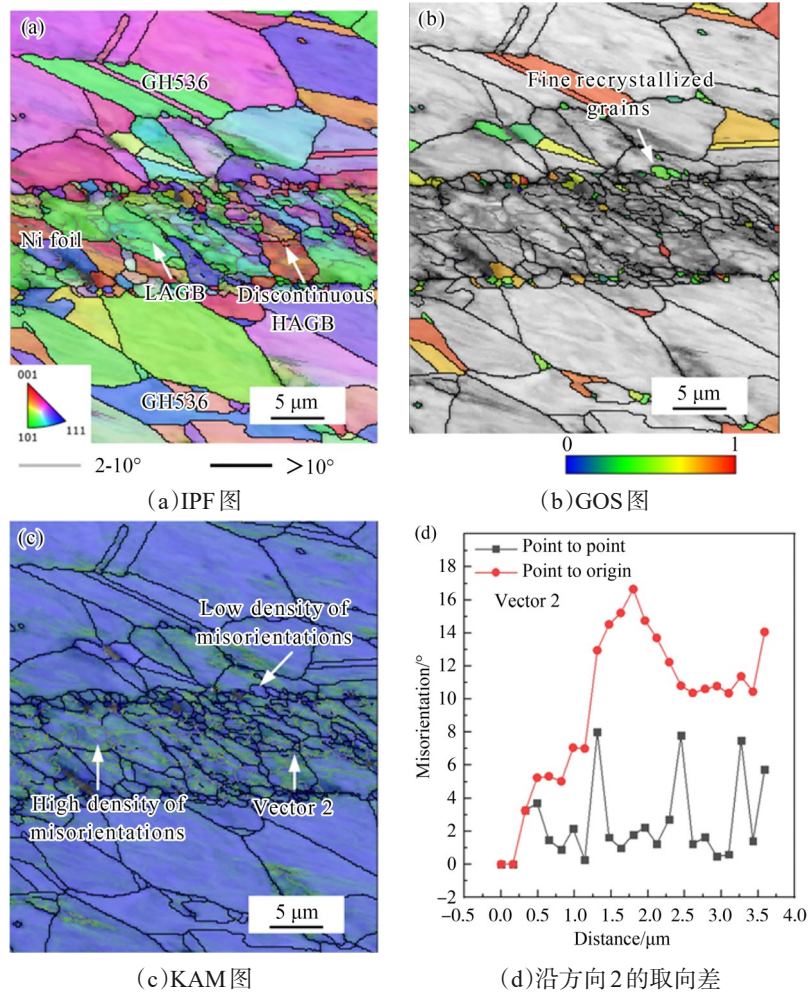 (a)
GH536
Ni foil
LAGB
Discontinuous
HAGB
001
101
111
GH536
5 μm
2-10°
>10°
(a)IPF图
(b)
Fine recrystallized
grains
5 μm
0
1
(b)GOS图
(c)
Low density of
misorientations
High density of
misorientations
Vector 2
5 μm
(c)KAM图
(d)
Point to point
Point to origin
Vector 2
Misorientation/°
18
16
14
12
10
8
6
4
2
0
−2
−0.5
0.0
0.5
1.0
1.5
2.0
2.5
3.0
3.5
4.0
Distance/μm
(d)沿方向2的取向差